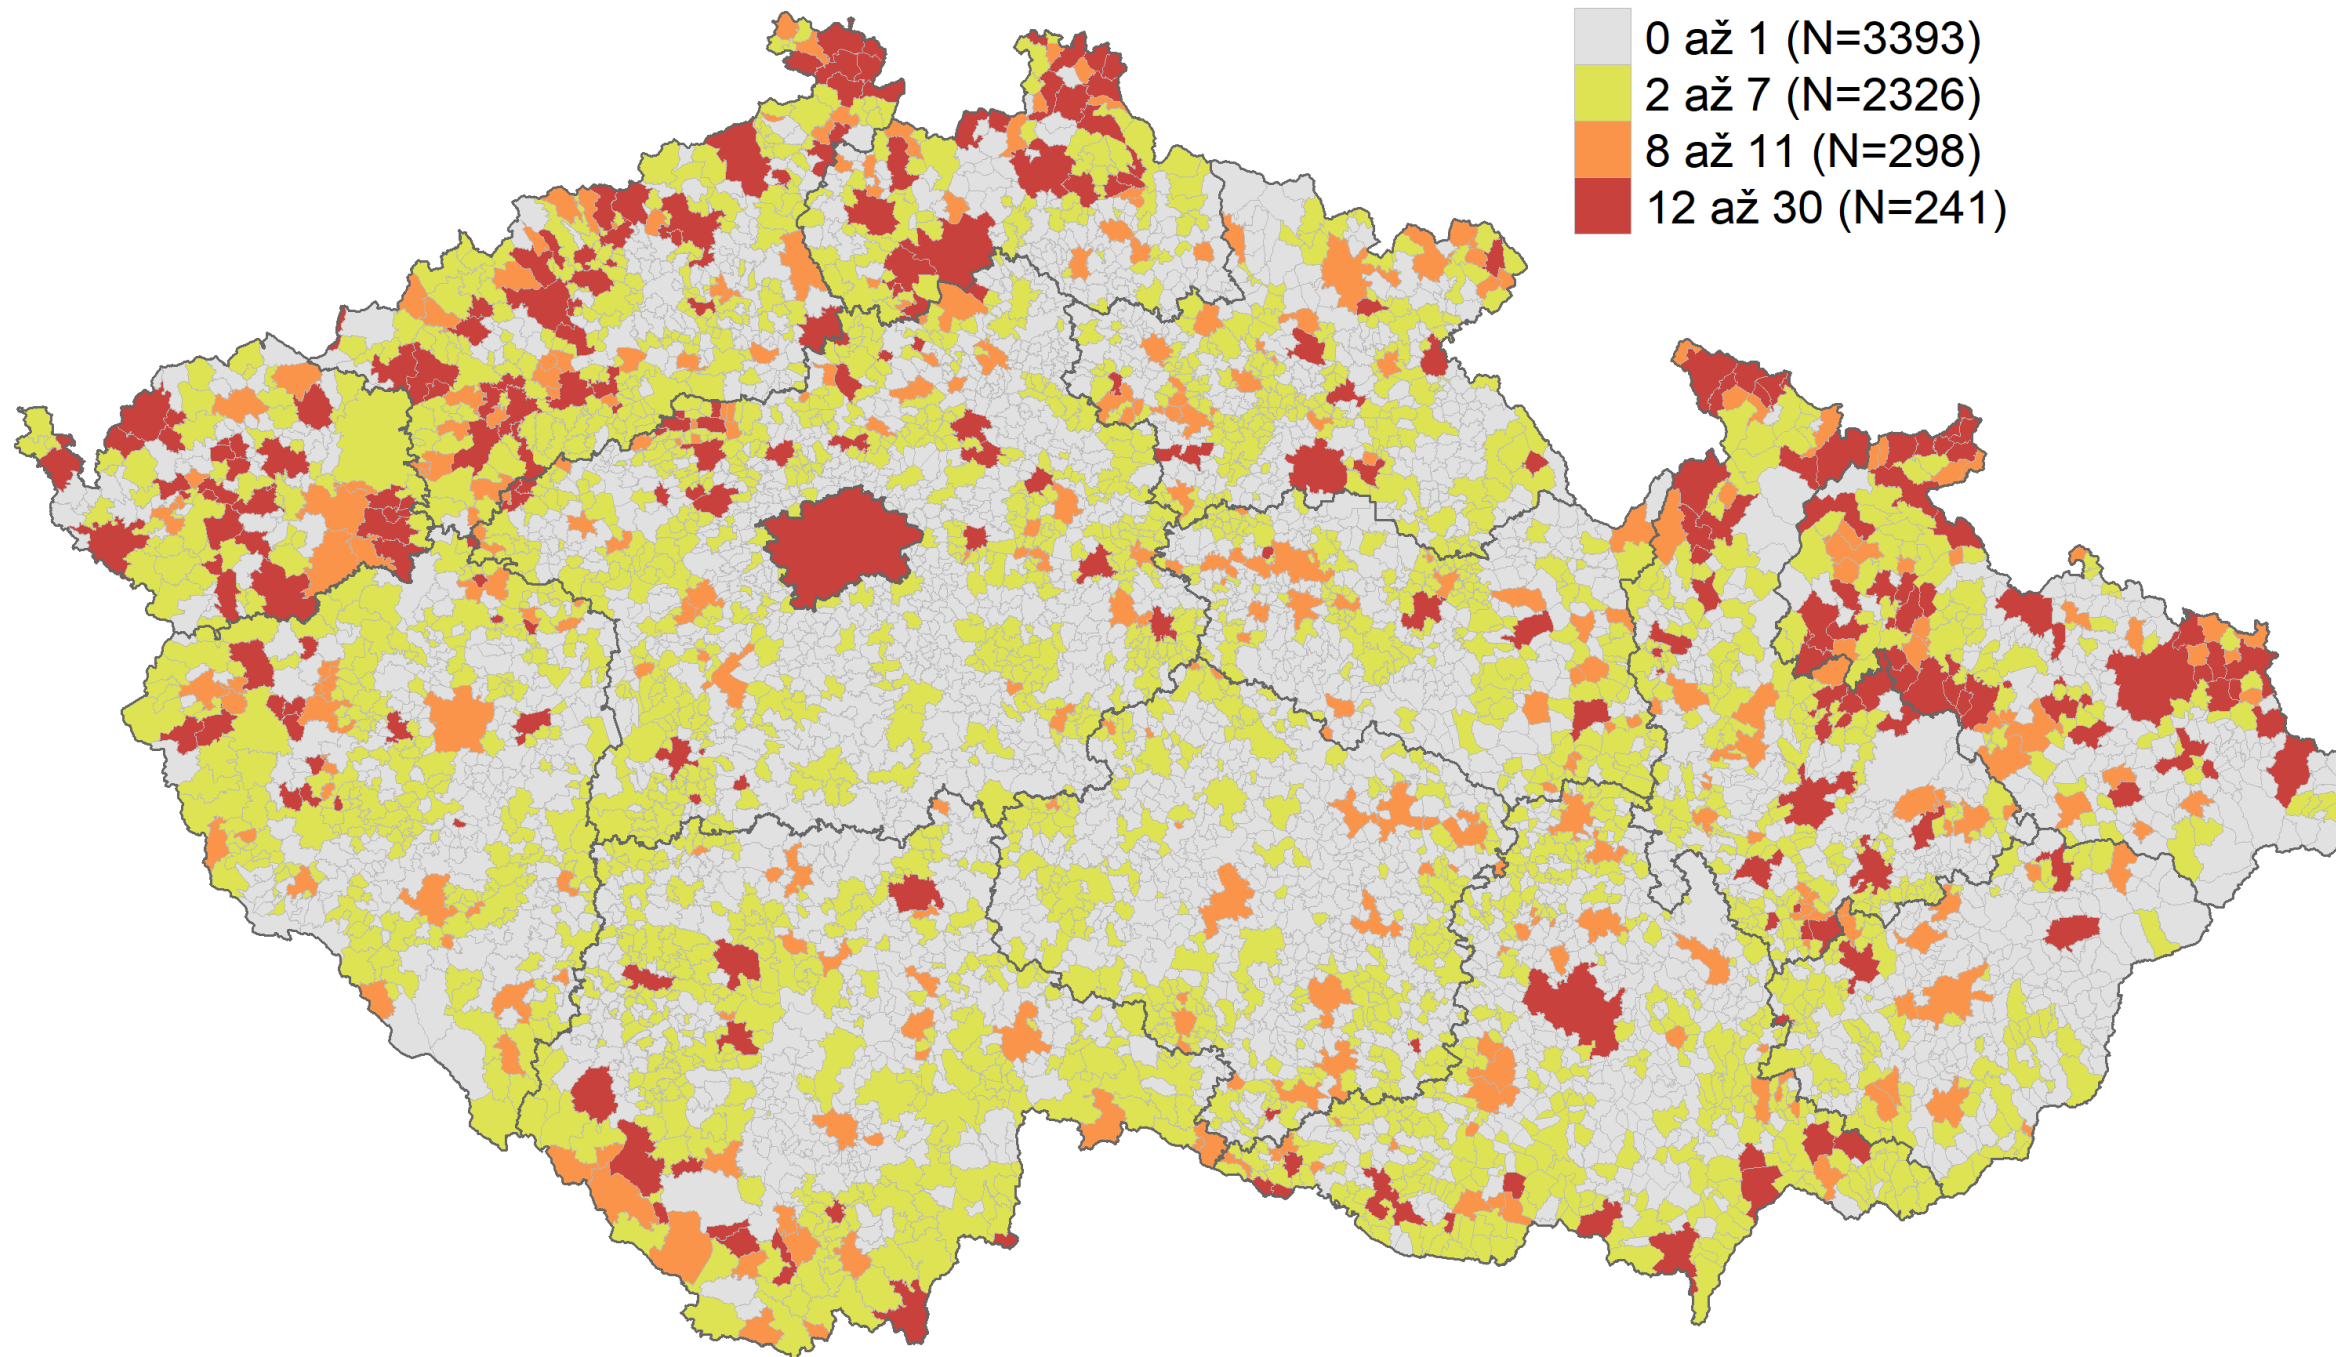 0 až 1 (N=3393)
2 až 7 (N=2326)
8 až 11 (N=298)
12 až 30 (N=241)